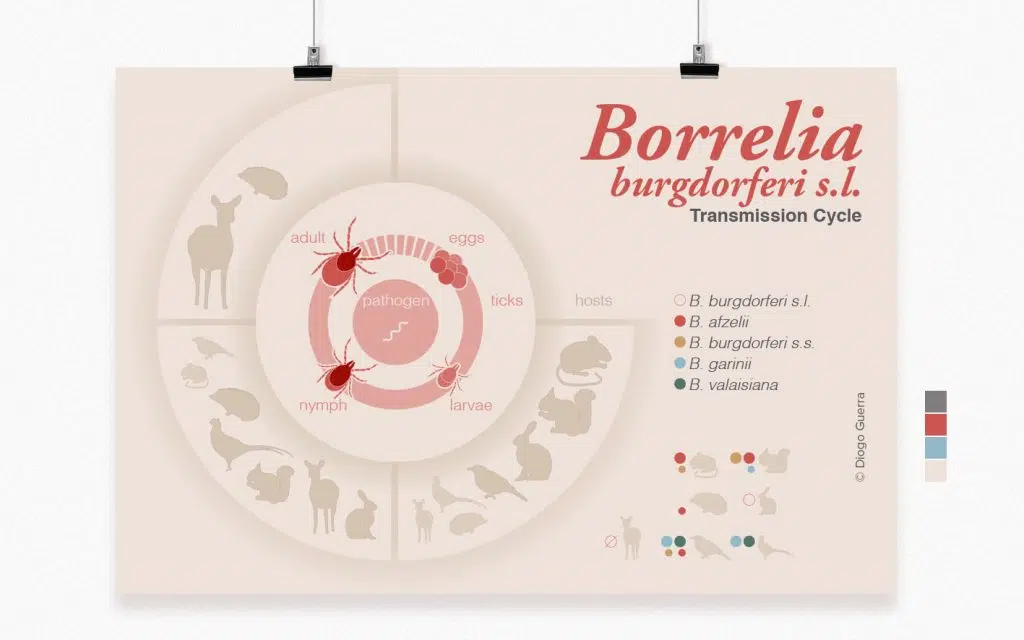 Borrelia
burgdorferi s.l.
Transmission Cycle
adult
eggs
pathogen
ticks
hosts
nymph
larvae
B. burgdorferi s.l.
B. afzelii
B. burgdorferi s.s.
B. garinii
B. valaisiana
© Diogo Guerra